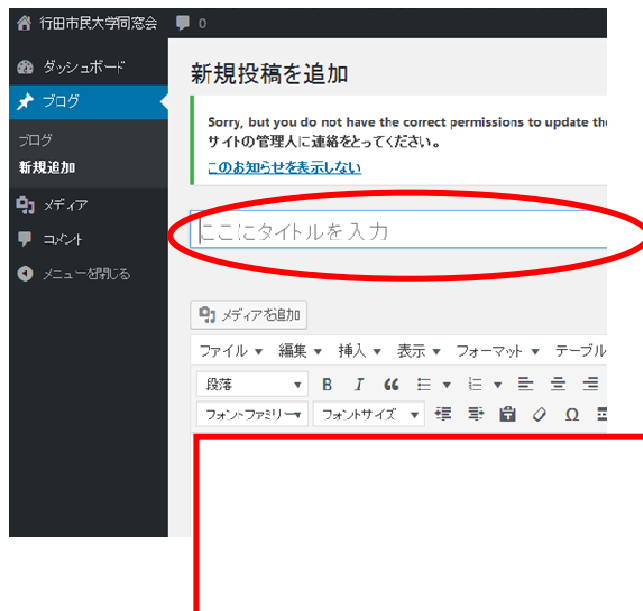 行田市民大学同窓会 0
ダッシュボード
ブログ
ブログ
新規追加
メディア
コメント
メニューを閉じる
新規投稿を追加
Sorry, but you do not have the correct permissions to update the
サイトの管理人に連絡をとってください。
このお知らせを表示しない
ここにタイトルを入力
メディアを追加
ファイル 編集 挿入 表示 フォーマット テーブル
段落 B I
フォントファミリー フォントサイズ Ω